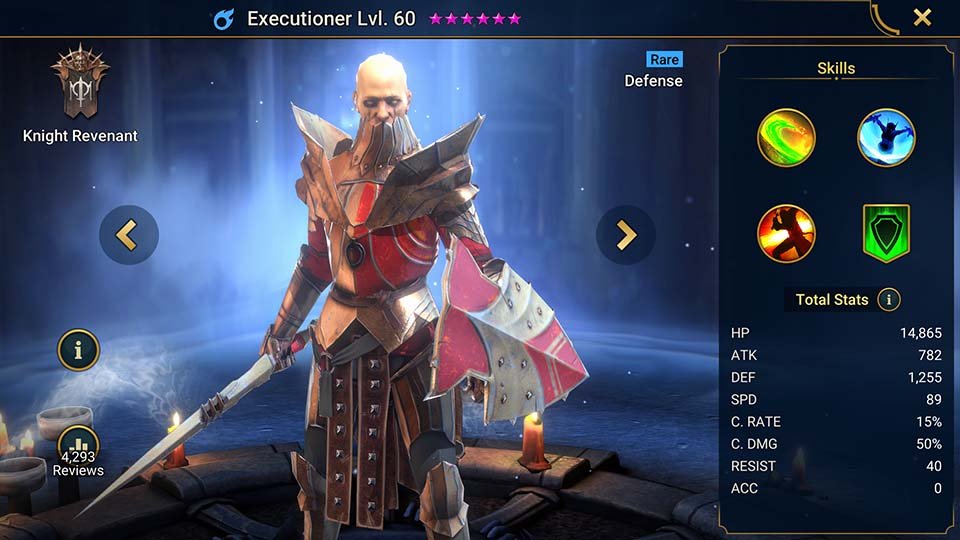 Executioner Lvl. 60
Rare
Defense
Knight Revenant
4,293
Reviews
Skills
Total Stats
HP 14,865
ATK 782
DEF 1,255
SPD 89
C. RATE 15%
C. DMG 50%
RESIST 40
ACC 0